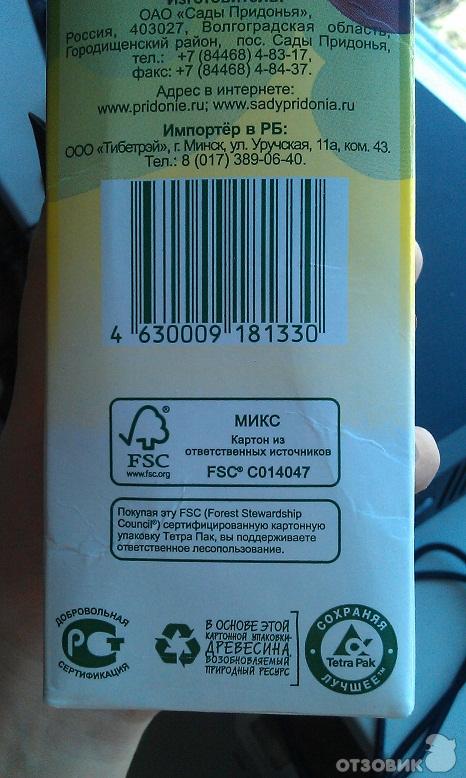 ИЗГОТОВИТЕЛЬ:
ОАО «Сады Придонья»,
Россия, 403027, Волгоградская область,
Городищенский район, пос. Сады Придонья,
тел.: +7 (84468) 4-83-17,
факс: +7 (84468) 4-84-37.
Адрес в интернете:
www.pridonie.ru; www.sadypridonia.ru
Импортёр в РБ:
ООО «Тибетрэй», г. Минск, ул. Уручская, 11а, ком. 43.
Тел.: 8 (017) 389-06-40.
4 630009 181330
FSC®
www.fsc.org
МИКС
Картон из
ответственных источников
FSC® C014047
Покупая эту FSC (Forest Stewardship
Council®) сертифицированную картонную
упаковку Тетра Пак, вы поддерживаете
ответственное лесопользование.
ДОБРОВОЛЬНАЯ
РСТ
СЕРТИФИКАЦИЯ
В ОСНОВЕ ЭТОЙ
КАРТОННОЙ УПАКОВКИ-
ДРЕВЕСИНА,
ВОЗОБНОВЛЯЕМЫЙ
ПРИРОДНЫЙ РЕСУРС
СОХРАНЯЯ
Tetra Pak
ЛУЧШЕЕ™
ОТЗОВИК